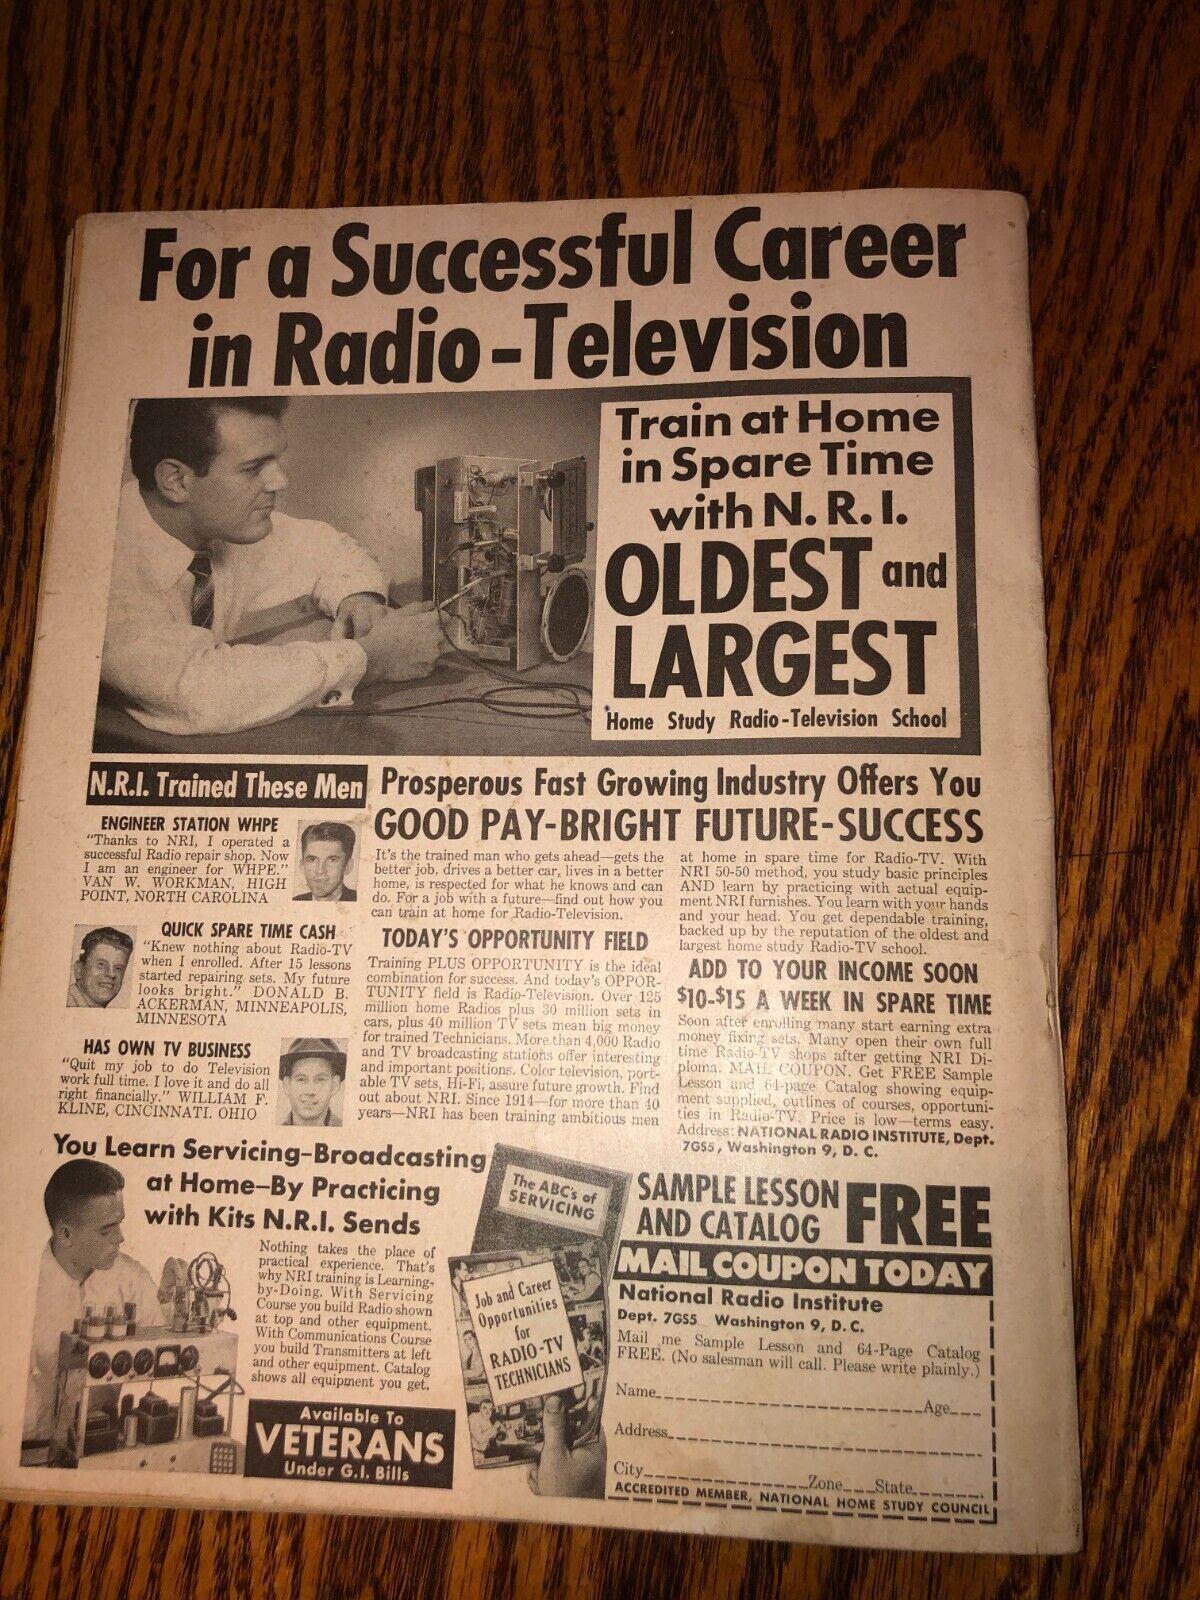 For a Successful Career
in Radio-Television
Train at Home
in Spare Time
with N. R. I.
OLDEST and
LARGEST
Home Study Radio-Television School
N.R.I. Trained These Men
ENGINEER STATION WHPE
"Thanks to NRI, I operated a
successful Radio repair shop. Now
I am an engineer for WHPE."
VAN W. WORKMAN, HIGH
POINT, NORTH CAROLINA
QUICK SPARE TIME CASH
"Knew nothing about Radio-TV
when I enrolled. After 15 lessons
started repairing sets. My future
looks bright." DONALD B.
ACKERMAN, MINNEAPOLIS,
MINNESOTA
HAS OWN TV BUSINESS
"Quit my job to do Television
work full time. I love it and do all
right financially." WILLIAM F.
KLINE, CINCINNATI. OHIO
Prosperous Fast Growing Industry Offers You
GOOD PAY-BRIGHT FUTURE-SUCCESS
It's the trained man who gets ahead—gets the
better job, drives a better car, lives in a better
home, is respected for what he knows and can
do. For a job with a future—find out how you
can train at home for Radio-Television.
TODAY'S OPPORTUNITY FIELD
Training PLUS OPPORTUNITY is the ideal
combination for success. And today's OPPOR-
TUNITY field is Radio-Television. Over 125
million home Radios plus 30 million sets in
cars, plus 40 million TV sets mean big money
for trained Technicians. More than 4,000 Radio
and TV broadcasting stations offer interesting
and important positions. Color television, port-
able TV sets, Hi-Fi, assure future growth. Find
out about NRI. Since 1914—for more than 40
years—NRI has been training ambitious men
at home in spare time for Radio-TV. With
NRI 50-50 method, you study basic principles
AND learn by practicing with actual equip-
ment NRI furnishes. You learn with your hands
and your head. You get dependable training,
backed up by the reputation of the oldest and
largest home study Radio-TV school.
ADD TO YOUR INCOME SOON
$10-$15 A WEEK IN SPARE TIME
Soon after enrolling many start earning extra
money fixing sets. Many open their own full
time Radio-TV shops after getting NRI Di-
ploma. MAIL COUPON. Get FREE Sample
Lesson and 64-page Catalog showing equip-
ment supplied, outlines of courses, opportuni-
ties in Radio-TV. Price is low—terms easy.
Address: NATIONAL RADIO INSTITUTE, Dept.
7GS5, Washington 9, D. C.
You Learn Servicing-Broadcasting
at Home-By Practicing
with Kits N.R.I. Sends
Nothing takes the place of
practical experience. That's
why NRI training is Learning-
by-Doing. With Servicing
Course you build Radio shown
at top and other equipment.
With Communications Course
you build Transmitters at left
and other equipment. Catalog
shows all equipment you get.
Available To
VETERANS
Under G.I. Bills
The ABC's of
SERVICING
Job and Career
Opportunities
for
RADIO-TV
TECHNICIANS
SAMPLE LESSON
AND CATALOG FREE
MAIL COUPON TODAY
National Radio Institute
Dept. 7GS5 Washington 9, D. C.
Mail me Sample Lesson and 64-Page Catalog
FREE. (No salesman will call. Please write plainly.)
Name Age
Address
City Zone State
ACCREDITED MEMBER, NATIONAL HOME STUDY COUNCIL